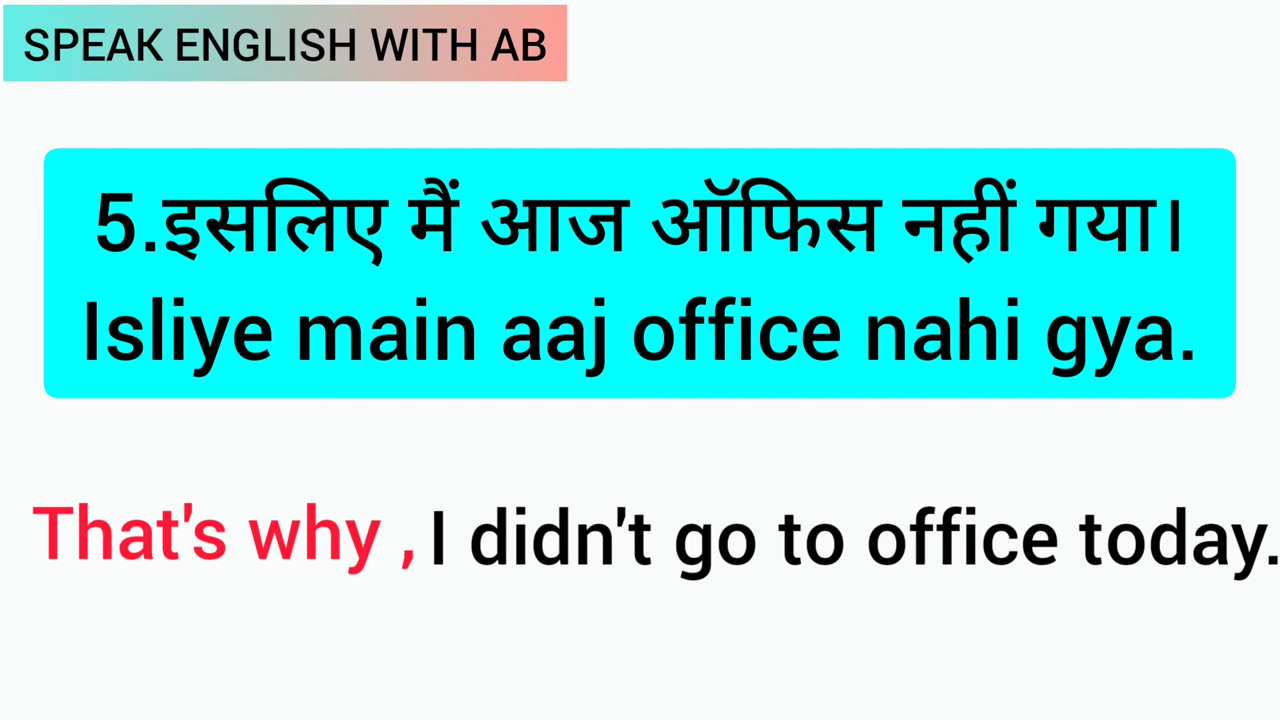 SPEAK ENGLISH WITH AB
5.इसलिए मैं आज ऑफिस नहीं गया।
Isliye main aaj office nahi gya.
That's why , I didn't go to office today.